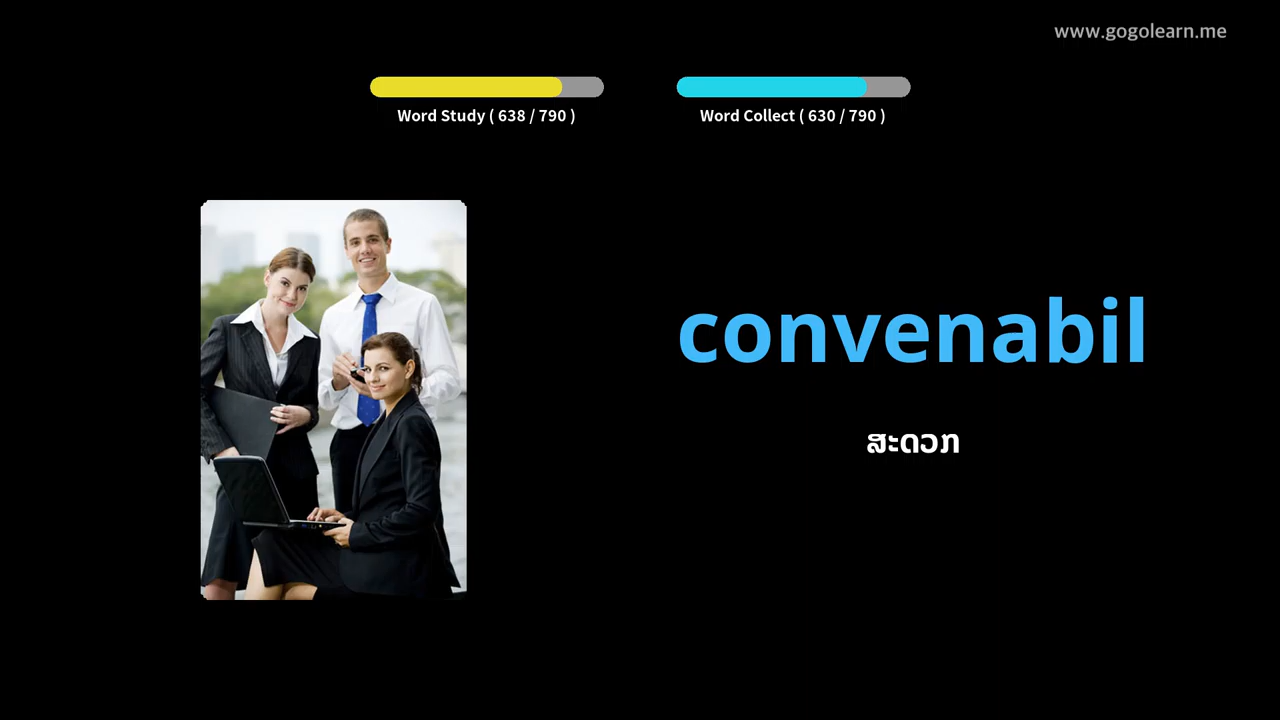 www.gogolearn.me
Word Study ( 638 / 790 )
Word Collect ( 630 / 790 )
convenabil
ສະດວກ